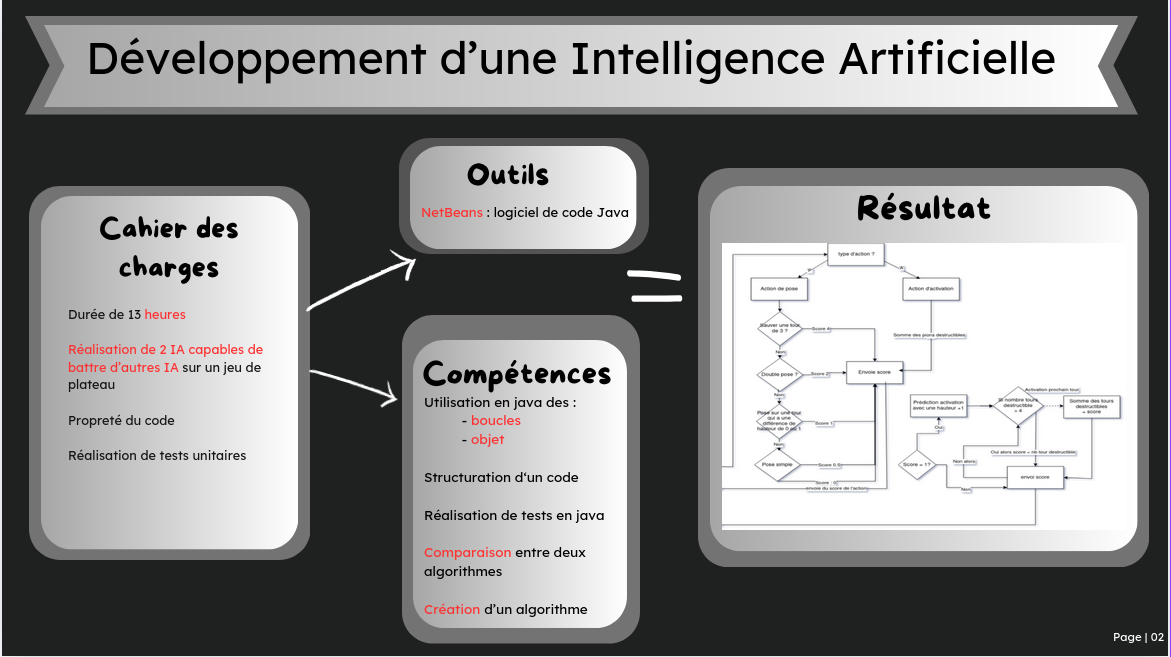 Développement d’une Intelligence Artificielle
Cahier des
charges
Durée de 13 heures
Réalisation de 2 IA capables de
battre d’autres IA sur un jeu de
plateau
Propreté du code
Réalisation de tests unitaires
Outils
NetBeans : logiciel de code Java
Compétences
Utilisation en java des :
- boucles
- objet
Structuration d‘un code
Réalisation de tests en java
Comparaison entre deux
algorithmes
Création d’un algorithme
Résultat
type d'action ?
Action de pose
Action d'activation
Sauver une tour
de 3 ?
Score 4
Somme des pions destructibles
Non
Double pose ?
Score 2
Envoie score
Non
Pose sur une tour
qui a une
différence de
hauteur de 0 ou 1
Score 1
Non
Pose simple
Score 0.5
Score : 0
envoie du score de l'action
Prédiction activation
avec une hauteur +1
Si nombre tours
destructible
= 4
Activation prochain tour
Somme des tours
destructibles
= score
Oui
Oui alors score = nb tour destructible
Non alors
Score = 1?
Non
envoi score
Page | 02